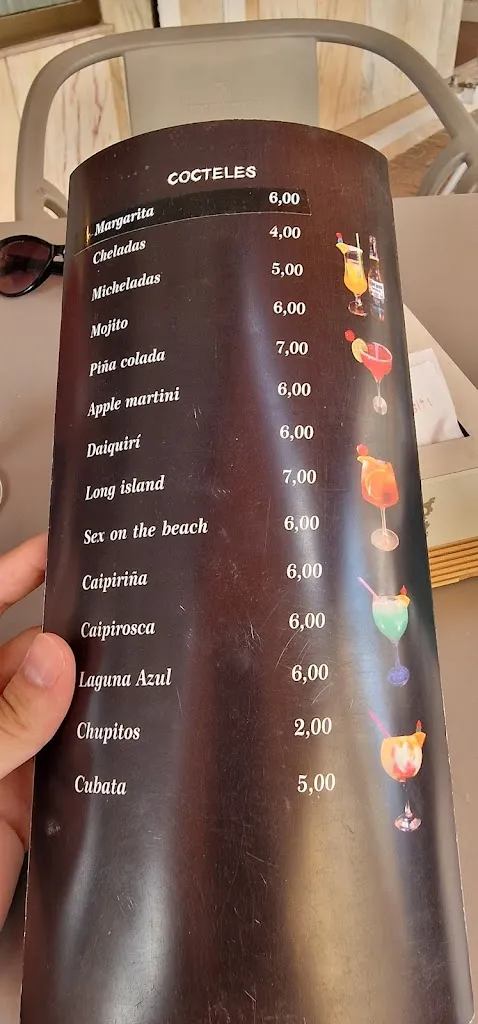 COCTELES
Margarita 6,00
Cheladas 4,00
Micheladas 5,00
Mojito 6,00
Piña colada 7,00
Apple martini 6,00
Daiquirí 6,00
Long island 7,00
Sex on the beach 6,00
Caipiriña 6,00
Caipirosca 6,00
Laguna Azul 6,00
Chupitos 2,00
Cubata 5,00